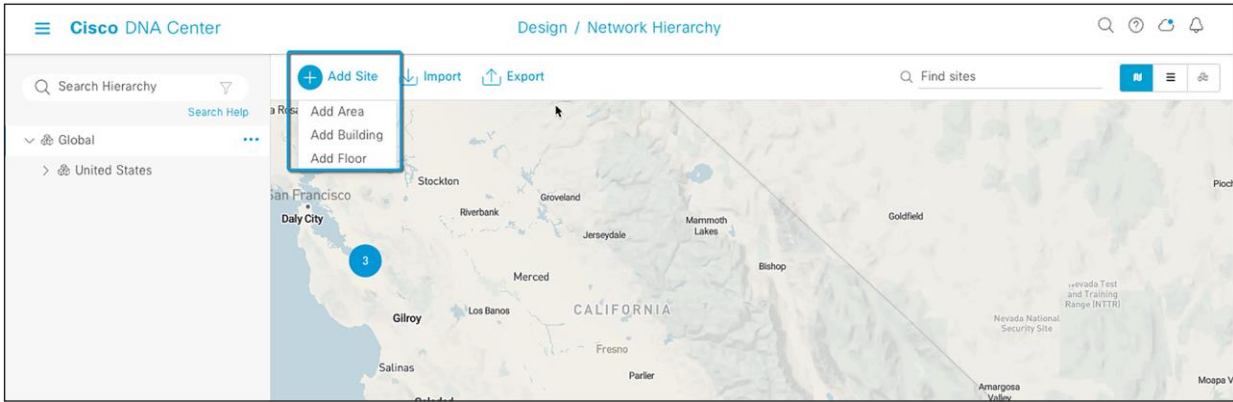 Cisco DNA Center
Design / Network Hierarchy
Search Hierarchy
Search Help
Global
United States
Add Site
Import
Export
Find sites
Add Area
Add Building
Add Floor
a Rosa
Stockton
San Francisco
Daly City
Riverbank
Groveland
Jerseydale
Mammoth
Lakes
Goldfield
Pioch
3
Merced
Bishop
Nevada Test
and Training
Range (NTTR)
Gilroy
Los Banos
CALIFORNIA
Nevada National
Security Site
Fresno
Salinas
Parlier
Amargosa
Valley
Moapa V